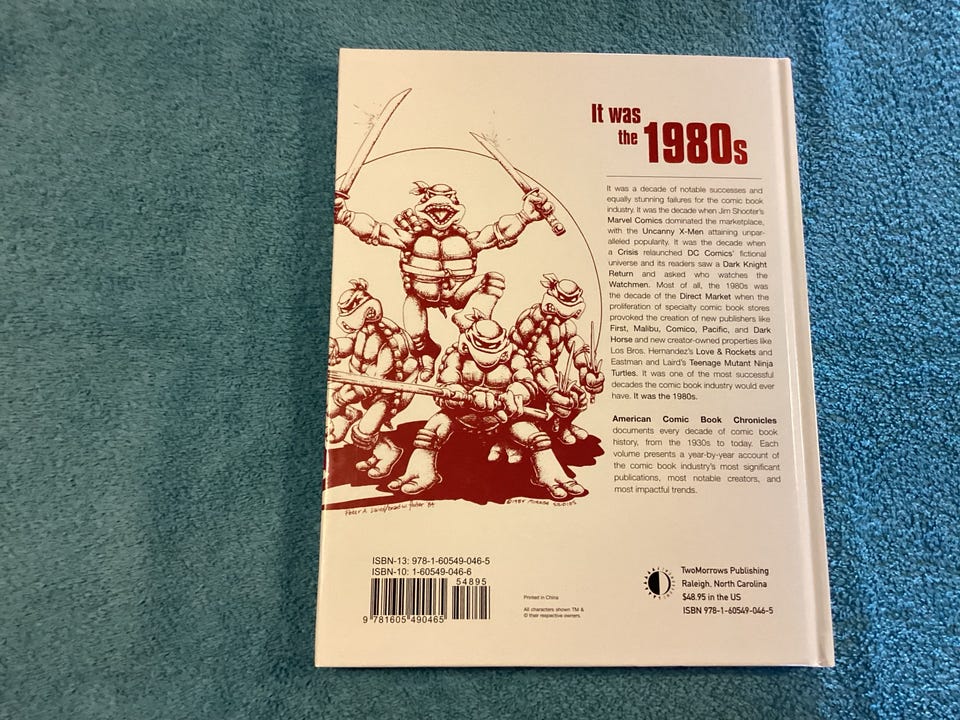 It was
the 1980s
It was a decade of notable successes and
equally stunning failures for the comic book
industry. It was the decade when Jim Shooter's
Marvel Comics dominated the marketplace,
with the Uncanny X-Men attaining unpar-
alleled popularity. It was the decade when
a Crisis relaunched DC Comics' fictional
universe and its readers saw a Dark Knight
Return and asked who watches the
Watchmen. Most of all, the 1980s was
the decade of the Direct Market when the
proliferation of specialty comic book stores
provoked the creation of new publishers like
First, Malibu, Comico, Pacific, and Dark
Horse and new creator-owned properties like
Los Bros. Hernandez's Love & Rockets and
Eastman and Laird's Teenage Mutant Ninja
Turtles. It was one of the most successful
decades the comic book industry would ever
have. It was the 1980s.
American Comic Book Chronicles
documents every decade of comic book
history, from the 1930s to today. Each
volume presents a year-by-year account of
the comic book industry's most significant
publications, most notable creators, and
most impactful trends.
Peter A. Laird/ 84
© MIRAGE STUDIOS
ISBN-13: 978-1-60549-046-5
ISBN-10: 1-60549-046-6
54895
9 781605 490465
Printed in China
All characters shown TM &
© their respective owners.
TwoMorrows Publishing
Raleigh, North Carolina
$48.95 in the US
ISBN 978-1-60549-046-5